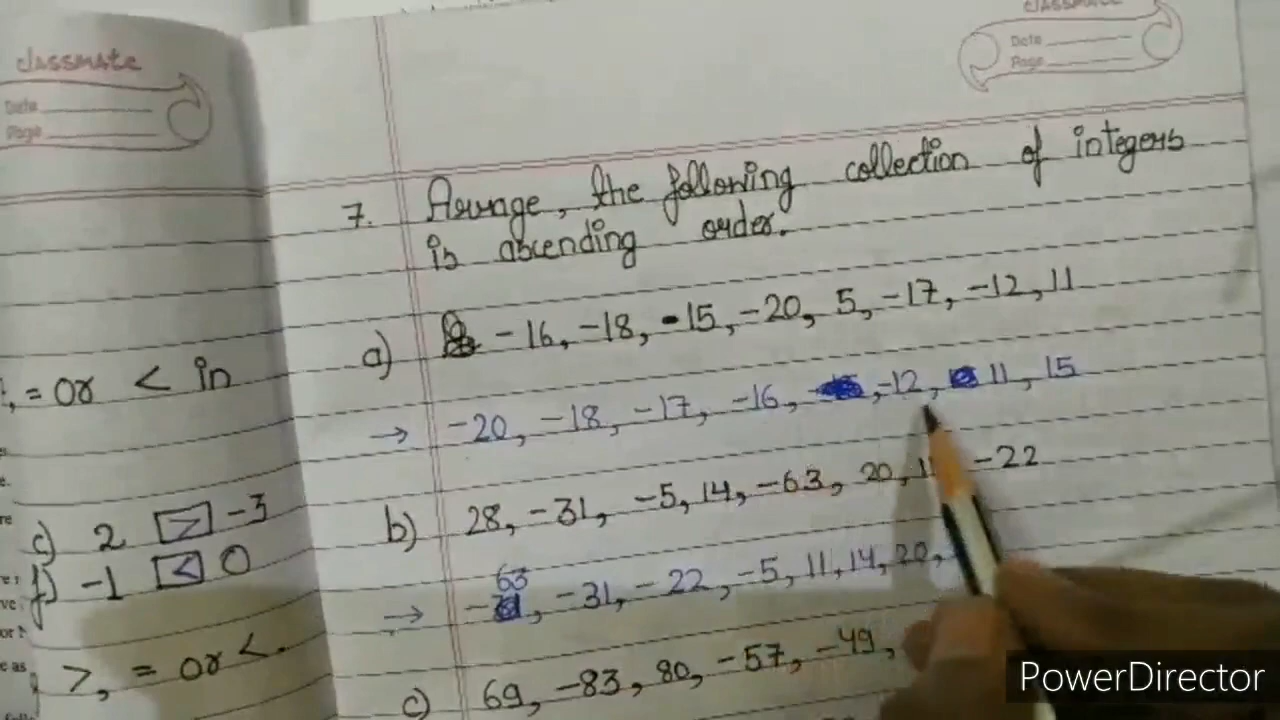 classmate
Date
Page
classmate
Date
Page
7. Arrange, the following collection of integers
is ascending order.
a) -16, -18, -15, -20, 5, -17, -12, 11
→ -20, -18, -17, -16, -12, 11, 15
b) 28, -31, -5, 14, -63, 20, -22
→ -63, -31, -22, -5, 11, 14, 20,
c) 69, -83, 80, -57, -49,
, = or < in
c) 2 > -3
f) -1 < 0
>, = or <.
PowerDirector